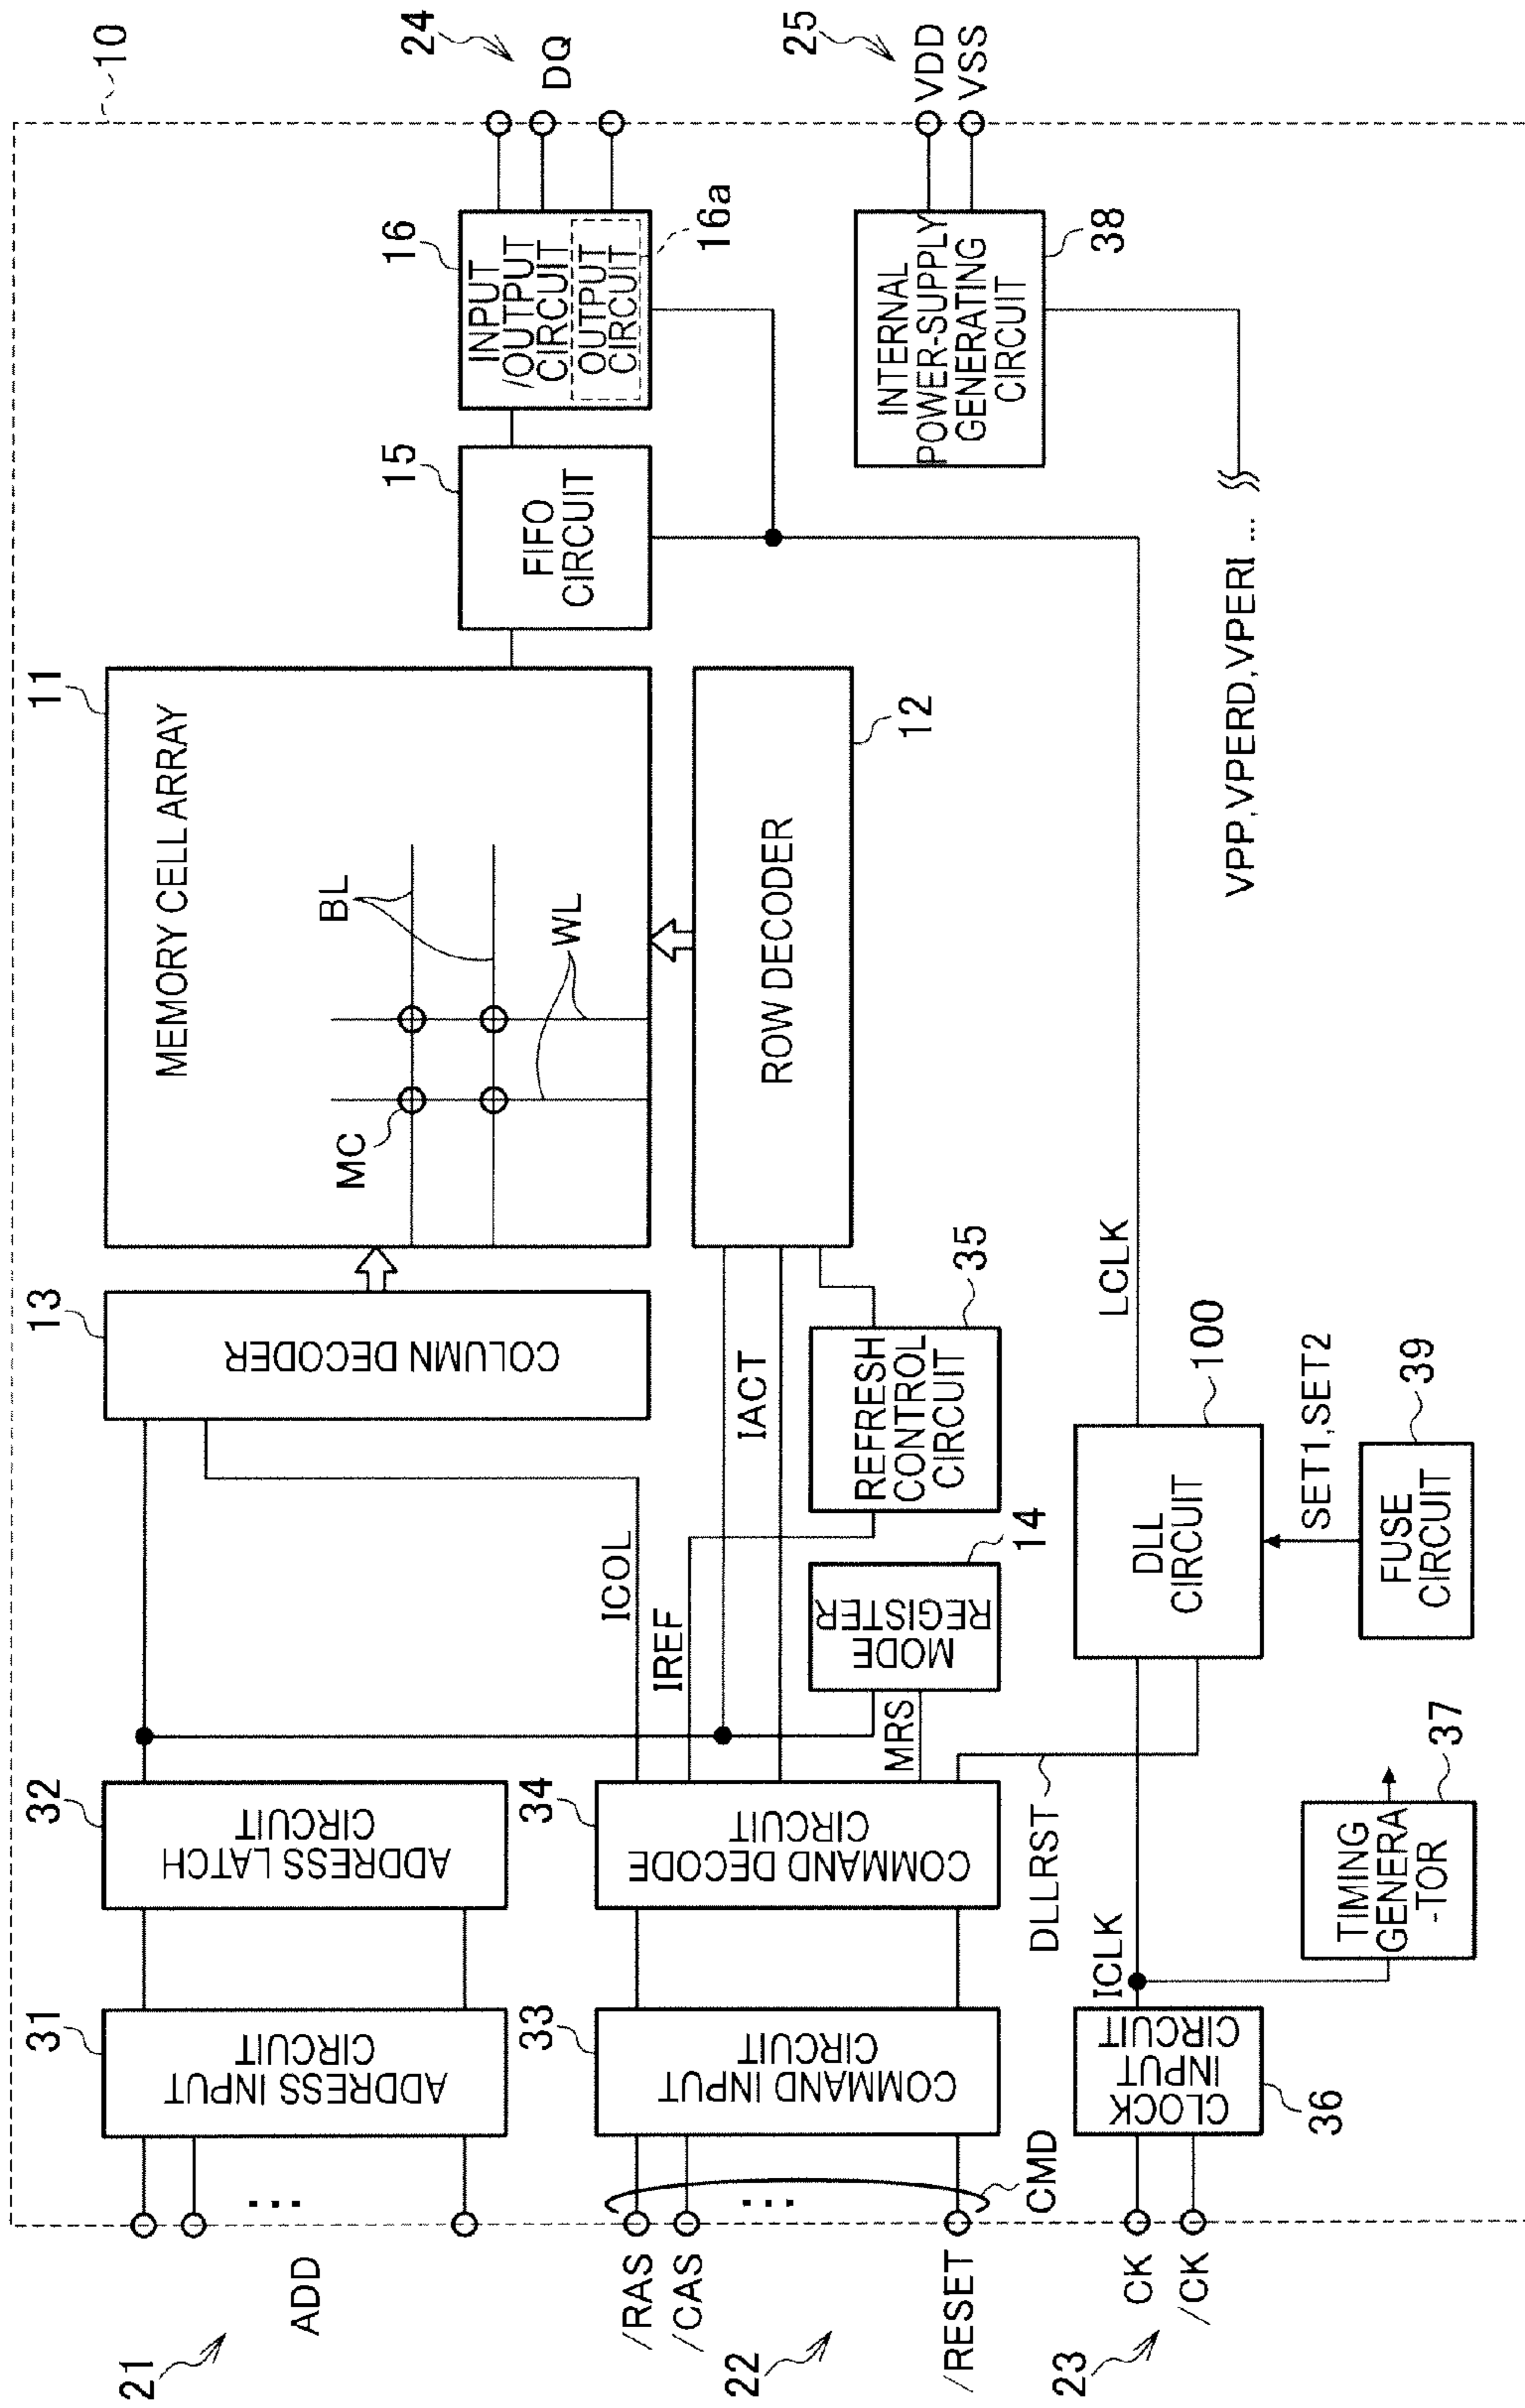 10
21
ADD
31
ADDRESS INPUT
CIRCUIT
32
ADDRESS LATCH
CIRCUIT
13
COLUMN DECODER
11
MEMORY CELL ARRAY
BL
WL
MC
15
FIFO
CIRCUIT
16
INPUT
/OUTPUT
CIRCUIT
OUTPUT
CIRCUIT
16a
24
DQ
22
/RAS
/CAS
/RESET
...
...
CMD
33
COMMAND INPUT
CIRCUIT
34
COMMAND DECODE
CIRCUIT
ICOL
IREF
IACT
MRS
DLLRST
MODE
REGISTER
14
REFRESH
CONTROL
CIRCUIT
35
ROW DECODER
12
INTERNAL
POWER-SUPPLY
GENERATING
CIRCUIT
38
25
VDD
VSS
23
CK
/CK
CLOCK
INPUT
CIRCUIT
36
ICLK
TIMING
GENERA
-TOR
37
DLL
CIRCUIT
100
LCLK
SET1,SET2
FUSE
CIRCUIT
39
VPP,VPERD,VPERI ...